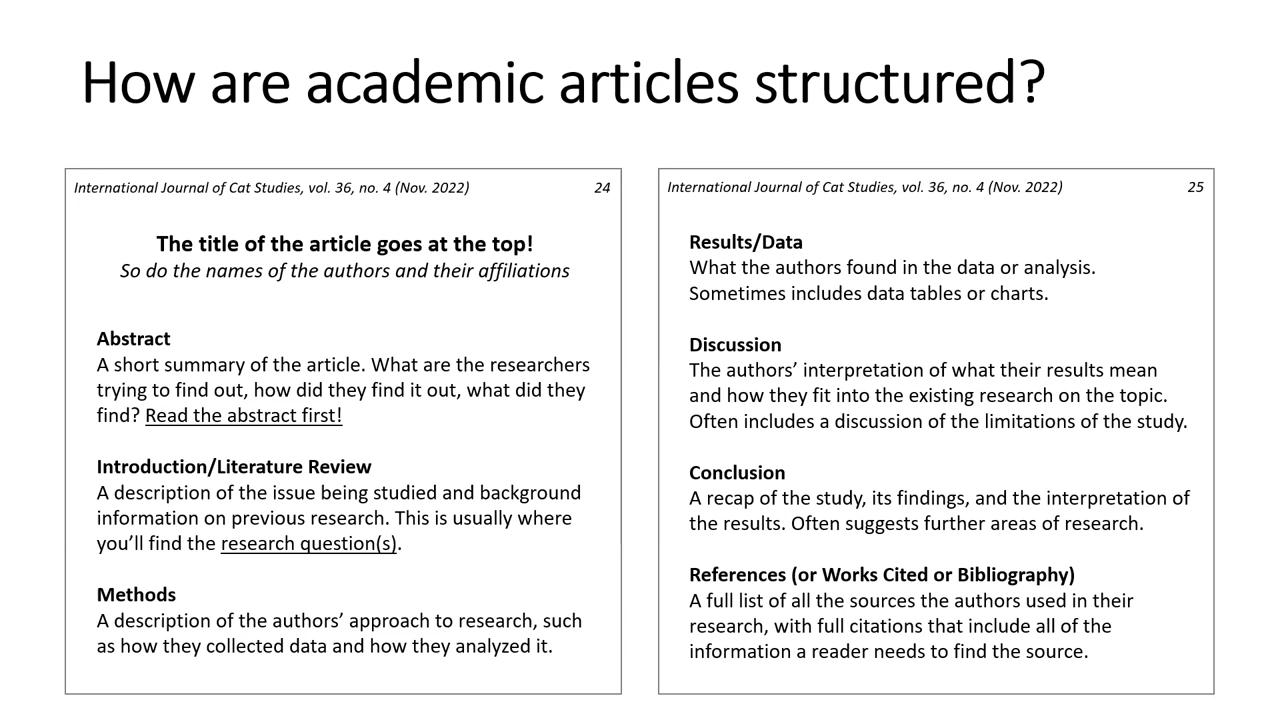 How are academic articles structured?
International Journal of Cat Studies, vol. 36, no. 4 (Nov. 2022) 24
The title of the article goes at the top!
So do the names of the authors and their affiliations
Abstract
A short summary of the article. What are the researchers
trying to find out, how did they find it out, what did they
find? Read the abstract first!
Introduction/Literature Review
A description of the issue being studied and background
information on previous research. This is usually where
you’ll find the research question(s).
Methods
A description of the authors’ approach to research, such
as how they collected data and how they analyzed it.
International Journal of Cat Studies, vol. 36, no. 4 (Nov. 2022) 25
Results/Data
What the authors found in the data or analysis.
Sometimes includes data tables or charts.
Discussion
The authors’ interpretation of what their results mean
and how they fit into the existing research on the topic.
Often includes a discussion of the limitations of the study.
Conclusion
A recap of the study, its findings, and the interpretation of
the results. Often suggests further areas of research.
References (or Works Cited or Bibliography)
A full list of all the sources the authors used in their
research, with full citations that include all of the
information a reader needs to find the source.